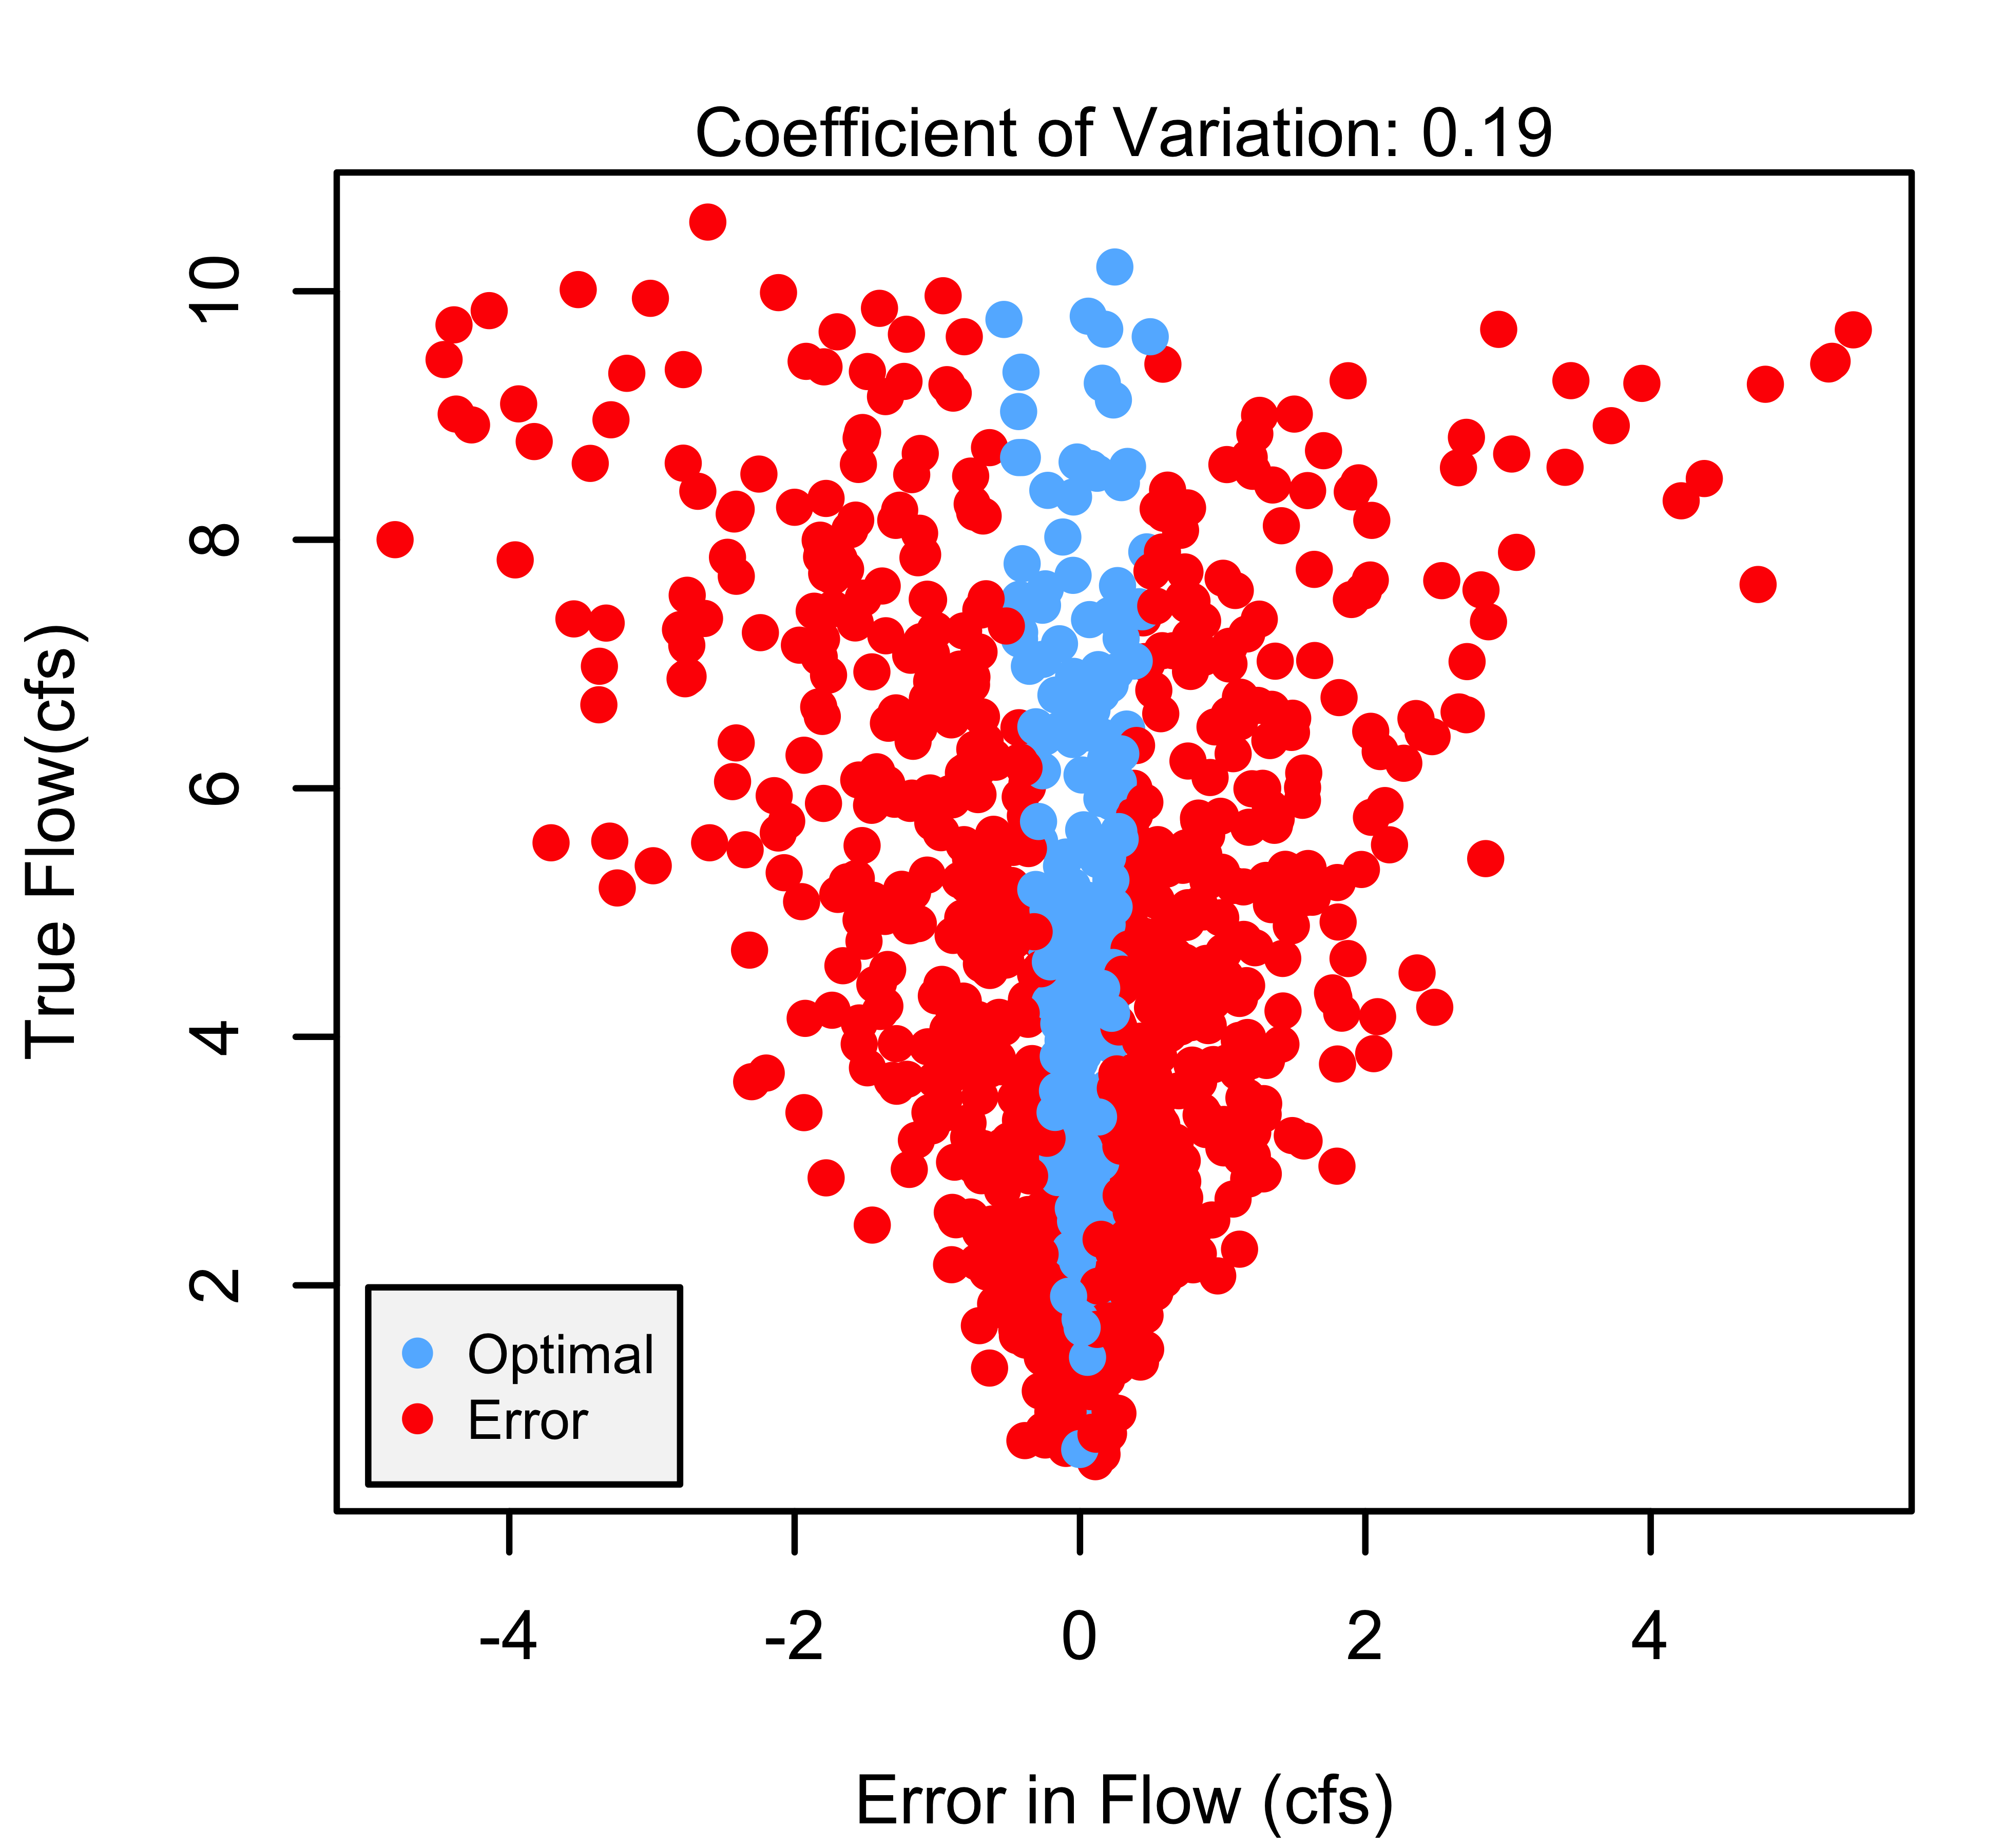 Coefficient of Variation: 0.19
True Flow(cfs)
10
8
6
4
2
Optimal
Error
-4 -2 0 2 4
Error in Flow (cfs)